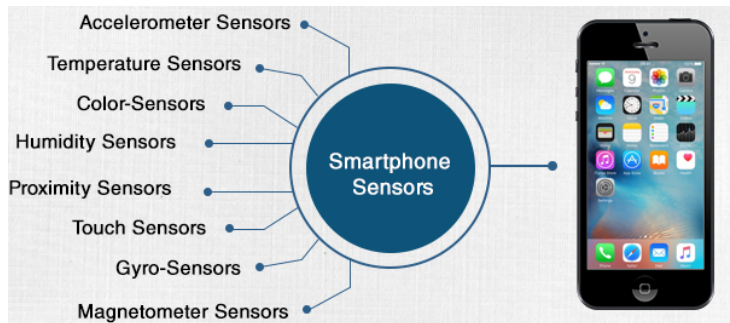 Accelerometer Sensors
Temperature Sensors
Color-Sensors
Humidity Sensors
Proximity Sensors
Touch Sensors
Gyro-Sensors
Magnetometer Sensors
Smartphone
Sensors